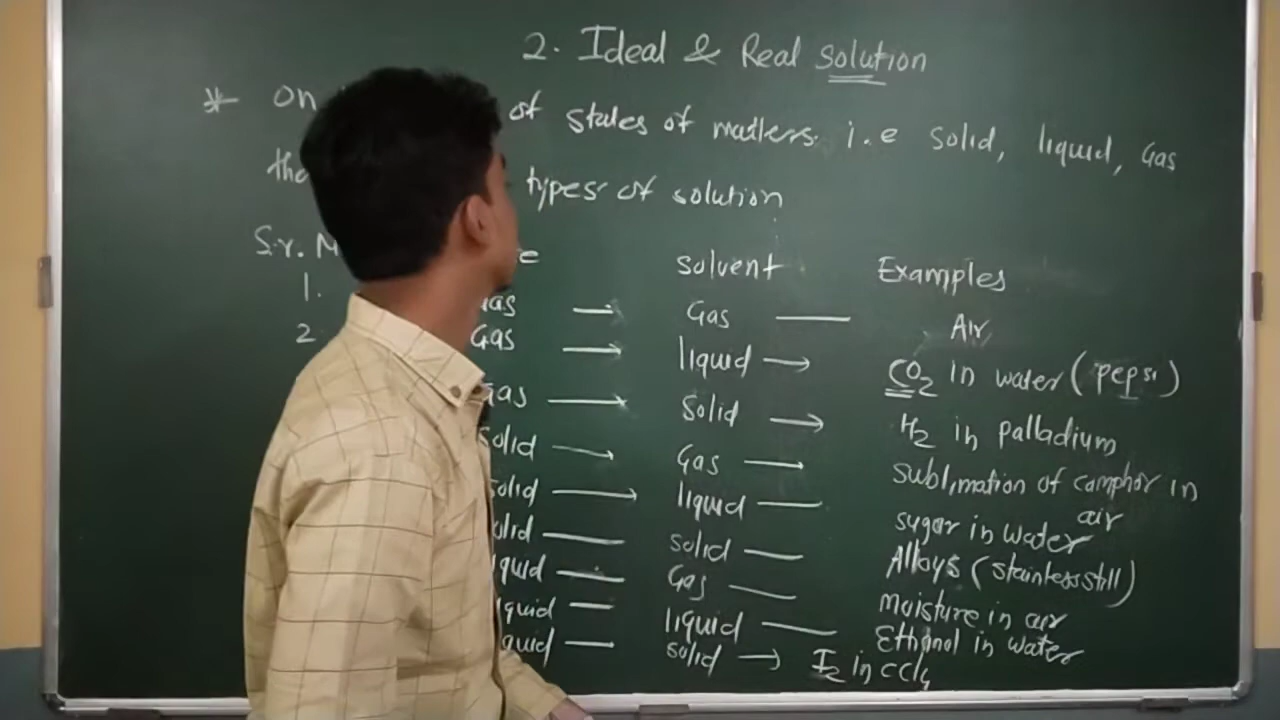 2. Ideal & Real Solution
* On of states of matters i.e Solid, liquid, Gas
types of solution
Sr. solvent Examples
1. Gas → Gas — Air
2 Gas → liquid → CO2 in water (pepsi)
Gas → Solid → H2 in palladium
Solid → Gas → sublimation of camphor in air
Solid → liquid — sugar in water
solid — solid — Alloys (stainless still)
liquid — Gas — Moisture in air
liquid — liquid — Ethanol in water
liquid — solid → I2 in CCl4